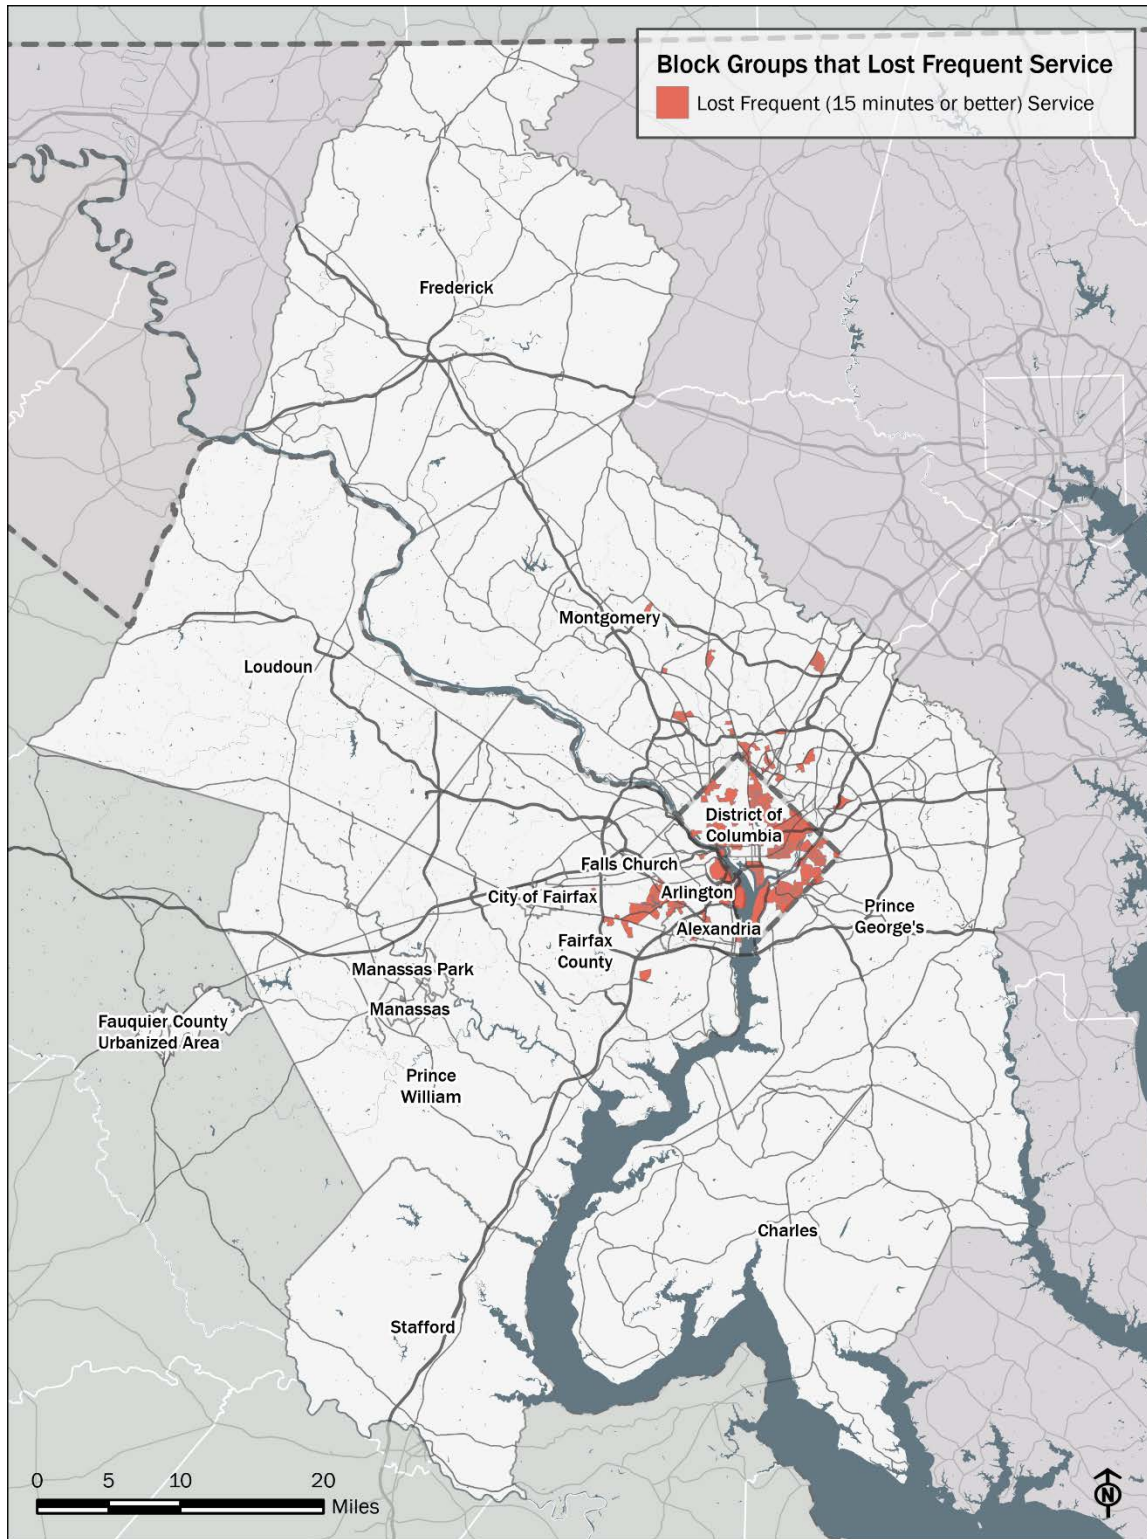 Block Groups that Lost Frequent Service
Lost Frequent (15 minutes or better) Service
Frederick
Montgomery
Loudoun
District of
Columbia
Falls Church
City of Fairfax
Arlington
Prince
George's
Alexandria
Fairfax
County
Manassas Park
Manassas
Fauquier County
Urbanized Area
Prince
William
Charles
Stafford
0 5 10 20
Miles
N